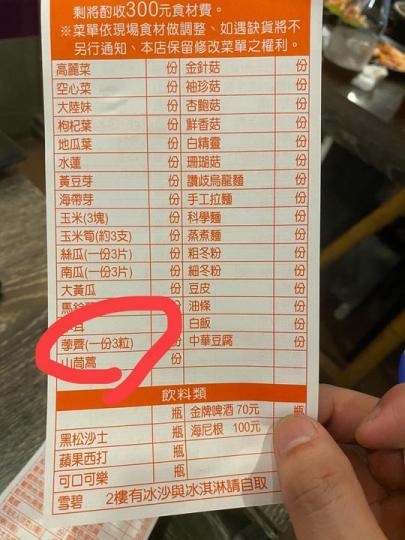 剩將酌收300元食材費。
※菜單依現場食材做調整、如遇缺貨將不
另行通知、本店保留修改菜單之權利。
高麗菜 份 金針菇 份
空心菜 份 袖珍菇 份
大陸妹 份 杏鮑菇 份
枸杞葉 份 鮮香菇 份
地瓜葉 份 白精靈 份
水蓮 份 珊瑚菇 份
黃豆芽 份 讚岐烏龍麵 份
海帶芽 份 手工拉麵 份
玉米(3塊) 份 科學麵 份
玉米筍(約3支) 份 蒸煮麵 份
絲瓜(一份3片) 份 粗冬粉 份
南瓜(一份3片) 份 細冬粉 份
大黃瓜 份 豆皮 份
馬鈴 份 油條 份
份 白飯 份
荸薺(一份3粒) 份 中華豆腐 份
山茼蒿 份
飲料類
瓶 金牌啤酒 70元 瓶
黑松沙士 瓶 海尼根 100元
蘋果西打 瓶
可口可樂 瓶
雪碧 2樓有冰沙與冰淇淋請自取